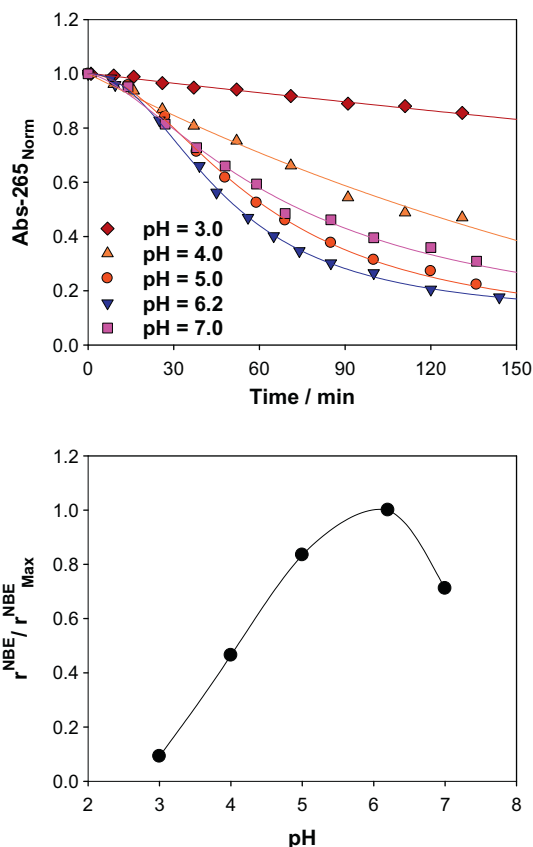 1.2
1.0
0.8
0.6
0.4
0.2
0.0
Abs-265Norm
pH = 3.0
pH = 4.0
pH = 5.0
pH = 6.2
pH = 7.0
0 30 60 90 120 150
Time / min
1.2
1.0
0.8
0.6
0.4
0.2
0.0
r^NBE / r^NBE_Max
2 3 4 5 6 7 8
pH